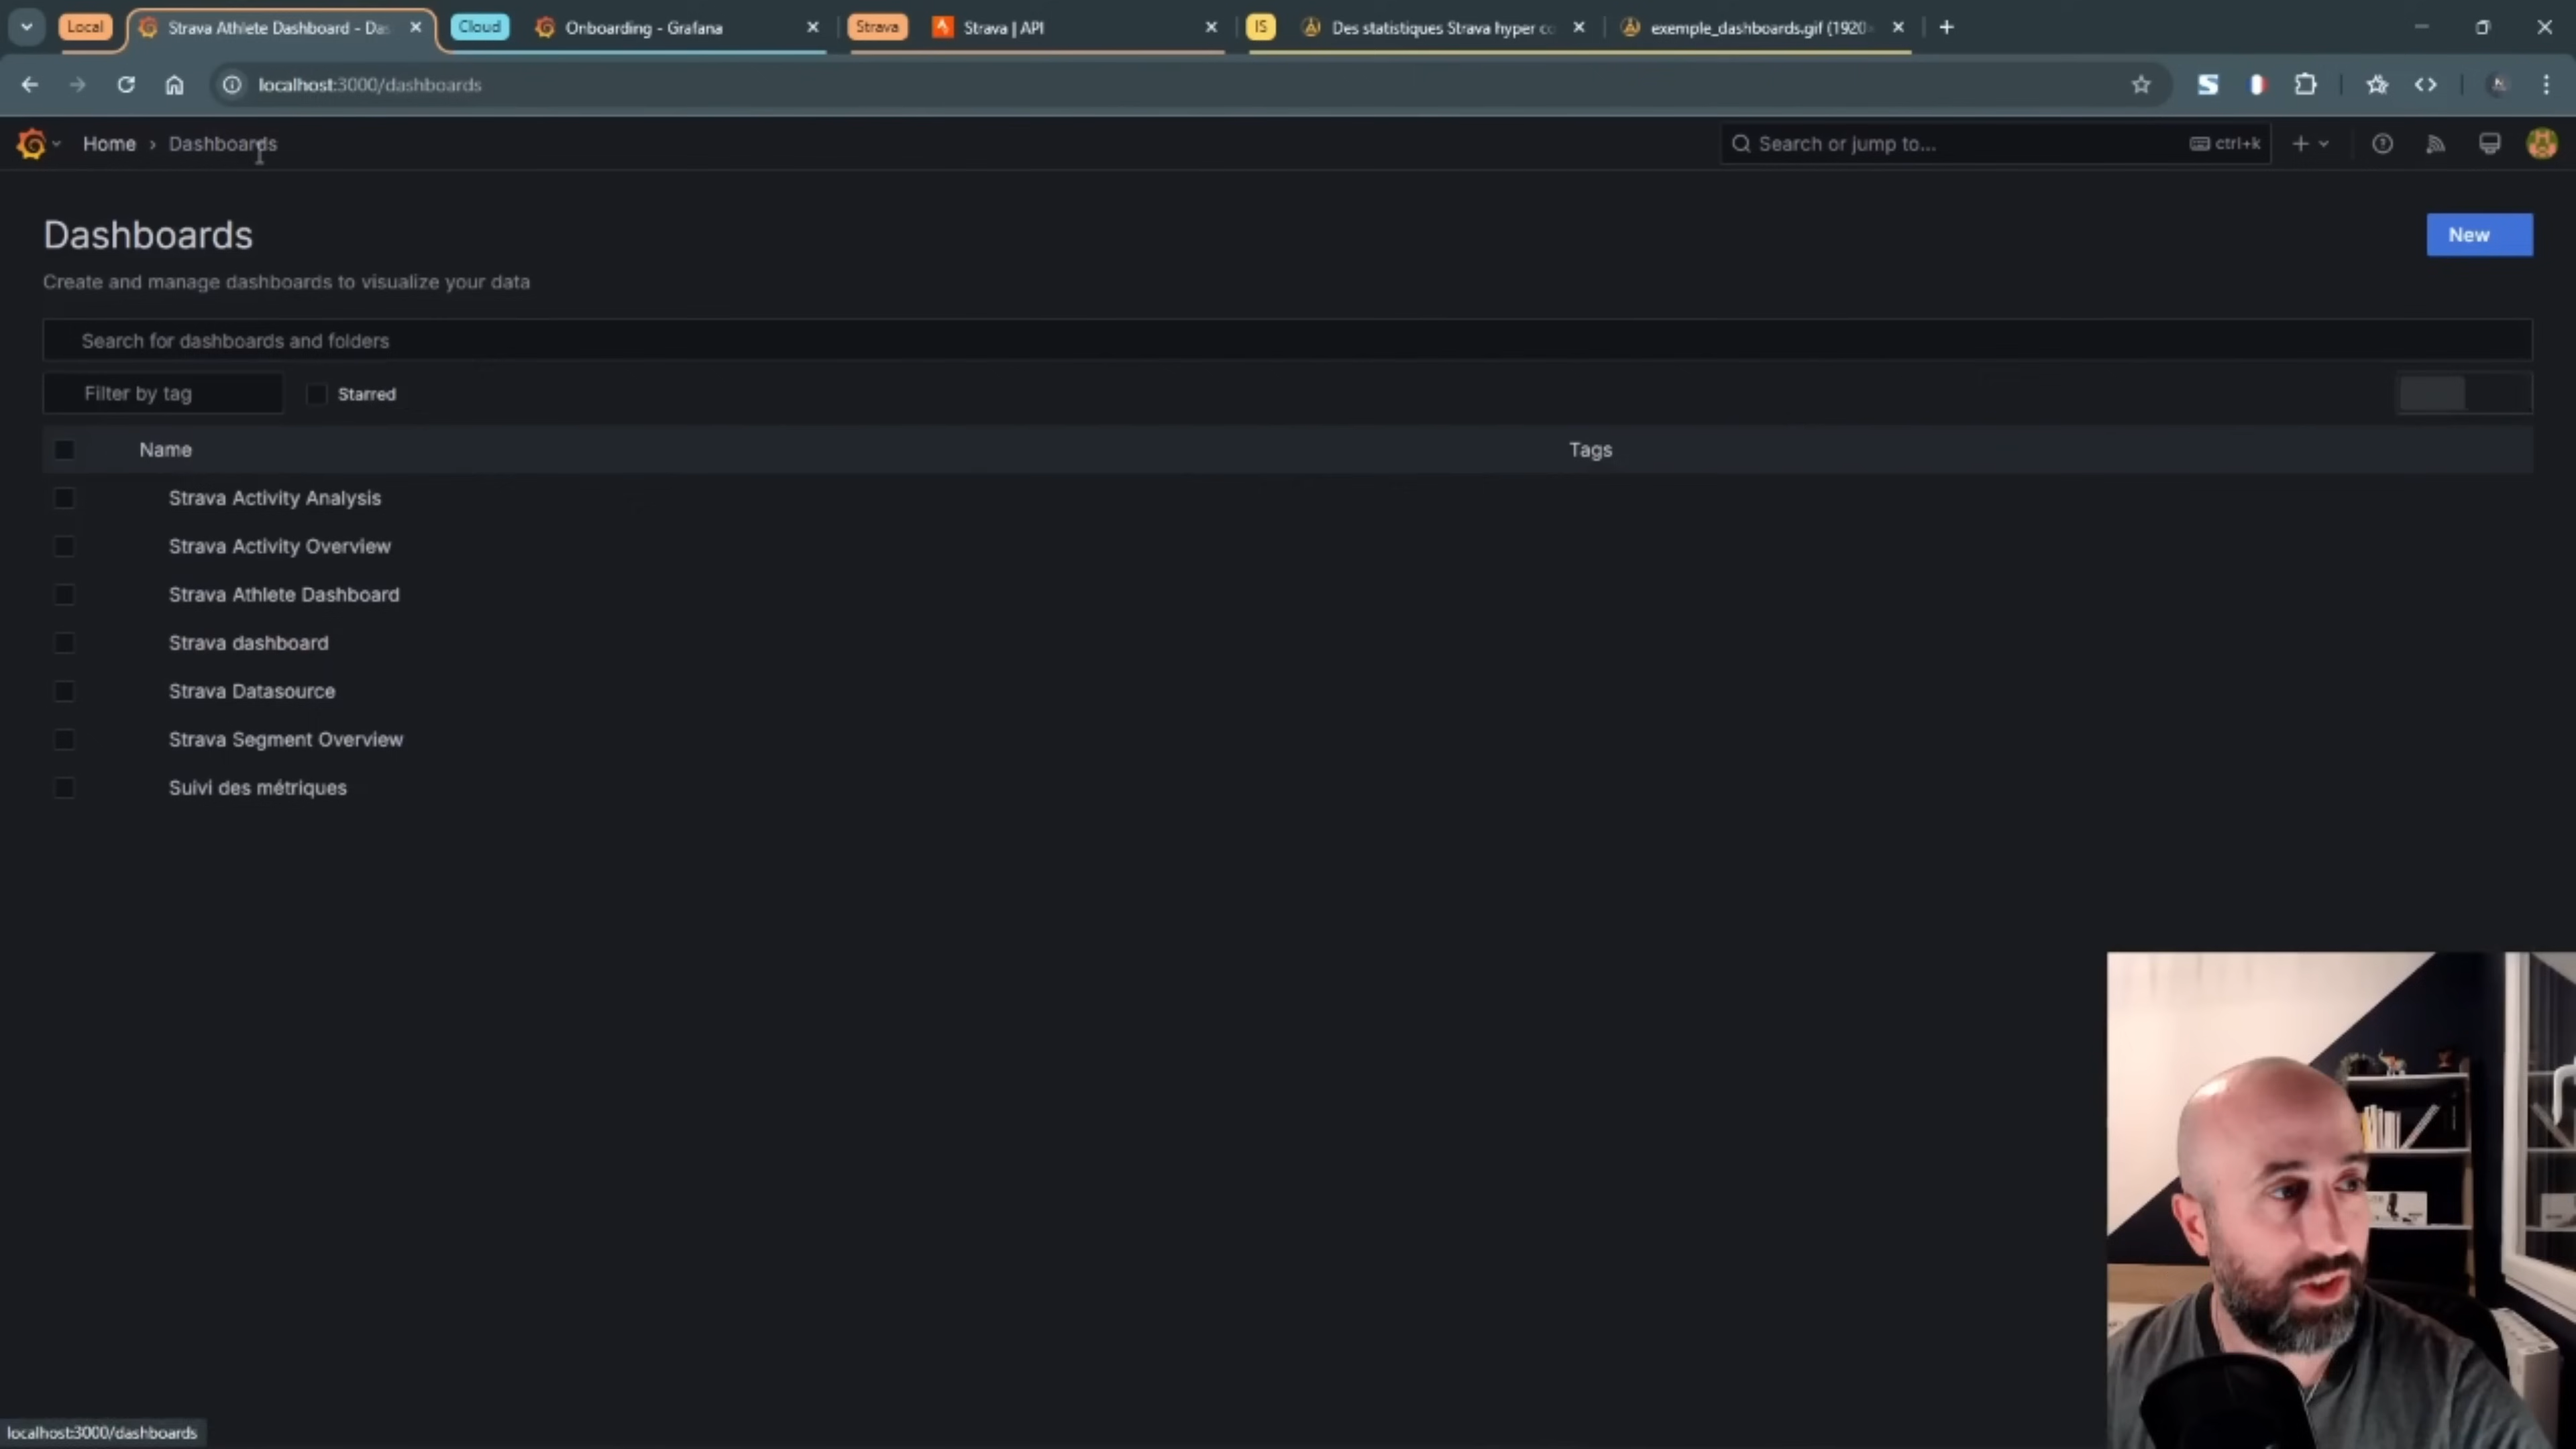 Local
Strava Athlete Dashboard - Das
Cloud
Onboarding - Grafana
Strava
Strava | API
IS
Des statistiques Strava hyper co
exemple_dashboards.gif (1920×
localhost:3000/dashboards
Home › Dashboards
Search or jump to...
ctrl+k
Dashboards
New
Create and manage dashboards to visualize your data
Search for dashboards and folders
Filter by tag
Starred
Name
Tags
Strava Activity Analysis
Strava Activity Overview
Strava Athlete Dashboard
Strava dashboard
Strava Datasource
Strava Segment Overview
Suivi des métriques
localhost:3000/dashboards